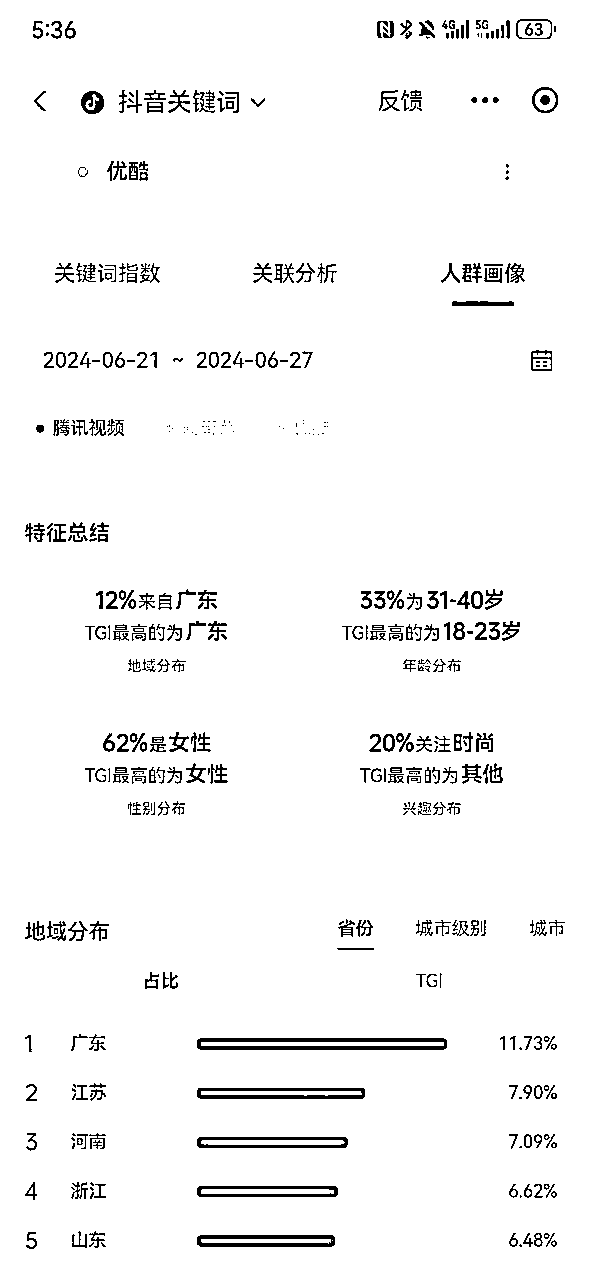 5:36 4G 5G 63
抖音关键词 反馈
优酷
关键词指数 关联分析 人群画像
2024-06-21 ~ 2024-06-27
腾讯视频
特征总结
12%来自广东 33%为31-40岁
TGI最高的为广东 TGI最高的为18-23岁
地域分布 年龄分布
62%是女性 20%关注时尚
TGI最高的为女性 TGI最高的为其他
性别分布 兴趣分布
地域分布 省份 城市级别 城市
占比 TGI
1 广东 11.73%
2 江苏 7.90%
3 河南 7.09%
4 浙江 6.62%
5 山东 6.48%